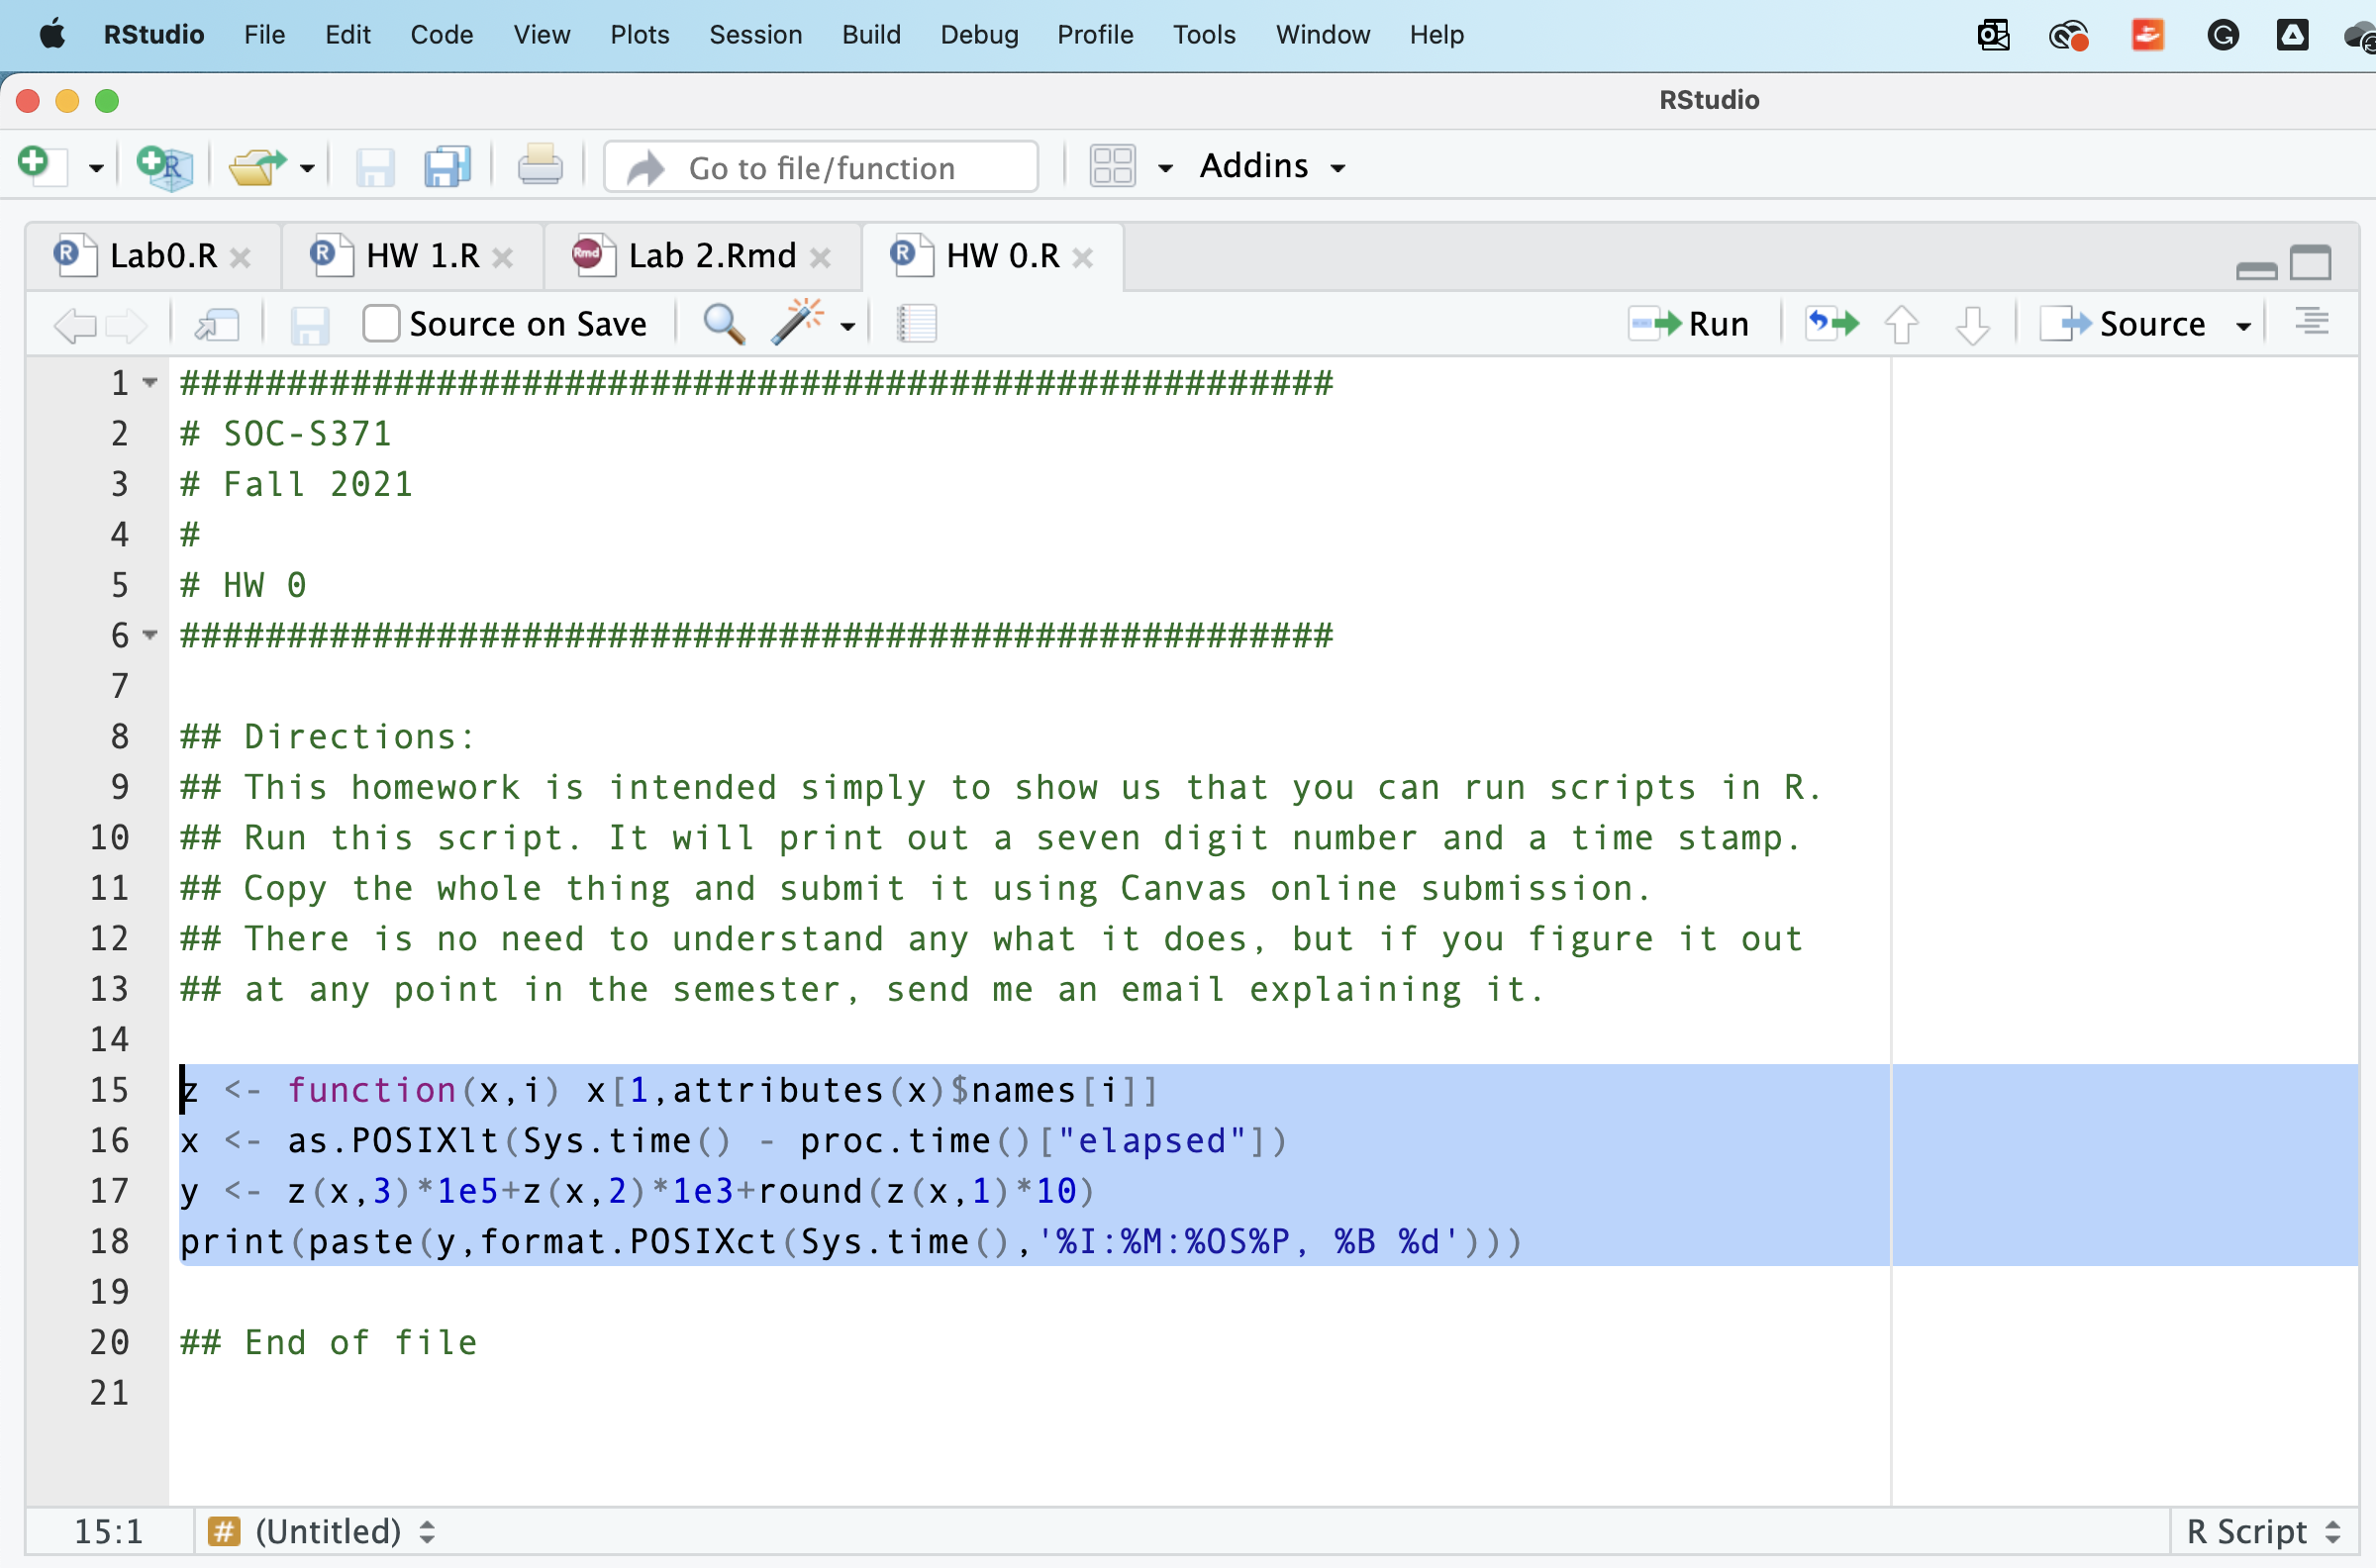 RStudio File Edit Code View Plots Session Build Debug Profile Tools Window Help
RStudio
Go to file/function Addins
Lab0.R HW 1.R Lab 2.Rmd HW 0.R
Source on Save Run Source
1 ######################################################
2 # SOC-S371
3 # Fall 2021
4 #
5 # HW 0
6 ######################################################
7
8 ## Directions:
9 ## This homework is intended simply to show us that you can run scripts in R.
10 ## Run this script. It will print out a seven digit number and a time stamp.
11 ## Copy the whole thing and submit it using Canvas online submission.
12 ## There is no need to understand any what it does, but if you figure it out
13 ## at any point in the semester, send me an email explaining it.
14
15 z <- function(x,i) x[1,attributes(x)$names[i]]
16 x <- as.POSIXlt(Sys.time() - proc.time()["elapsed"])
17 y <- z(x,3)*1e5+z(x,2)*1e3+round(z(x,1)*10)
18 print(paste(y,format.POSIXct(Sys.time(),'%I:%M:%OS%P, %B %d')))
19
20 ## End of file
21
15:1 # (Untitled) R Script